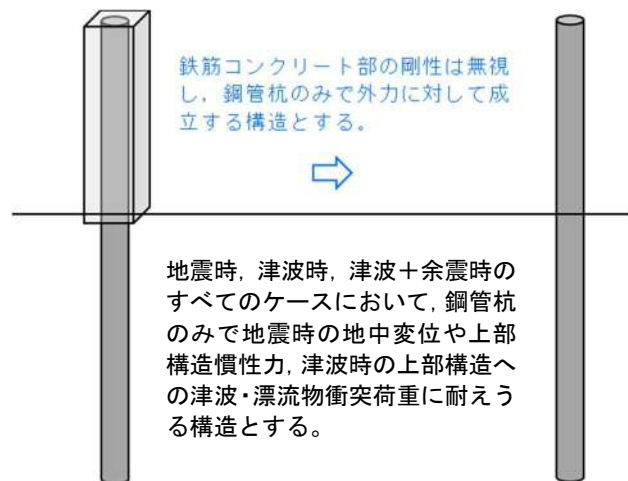 鉄筋コンクリート部の剛性は無視
し，鋼管杭のみで外力に対して成
立する構造とする。
地震時，津波時，津波＋余震時の
すべてのケースにおいて，鋼管杭
のみで地震時の地中変位や上部
構造慣性力，津波時の上部構造へ
の津波・漂流物衝突荷重に耐えう
る構造とする。